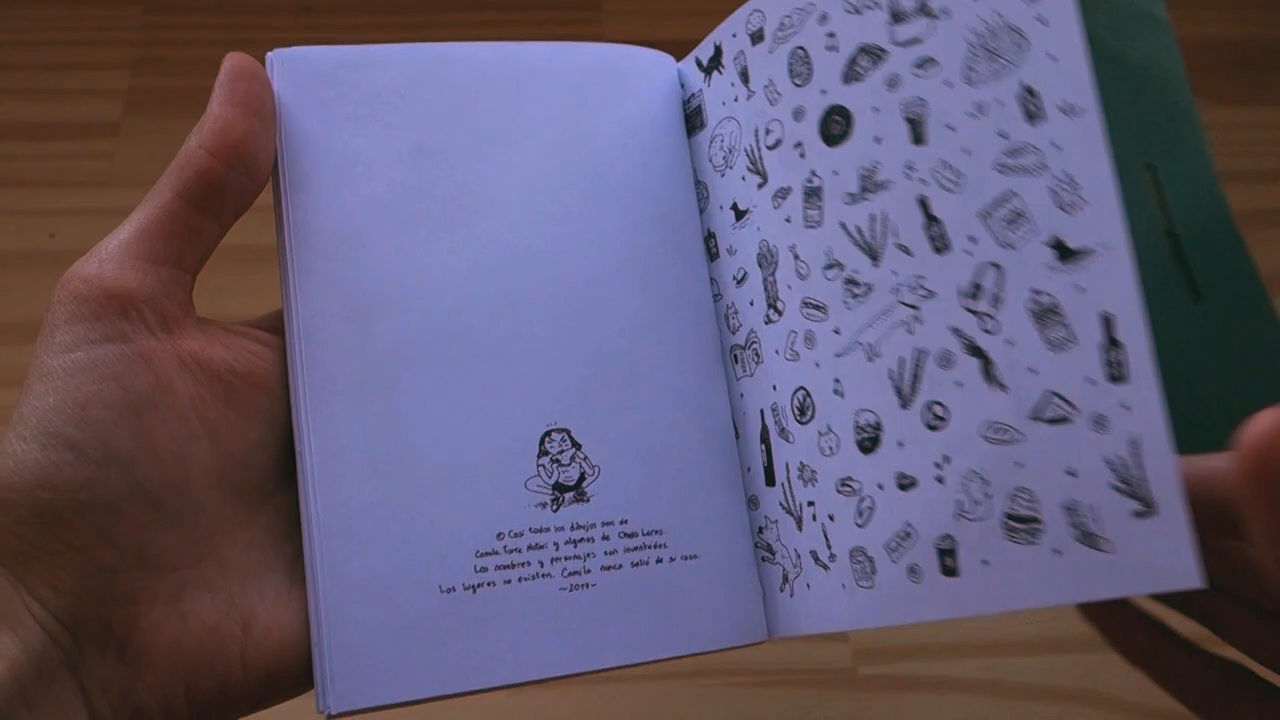 © Casi todos los dibujos son de
Camila Torre Notari y algunos de Chelo Lares.
Los nombres y personajes son inventados.
Los lugares no existen. Camila nunca salió de su casa.
~2017~